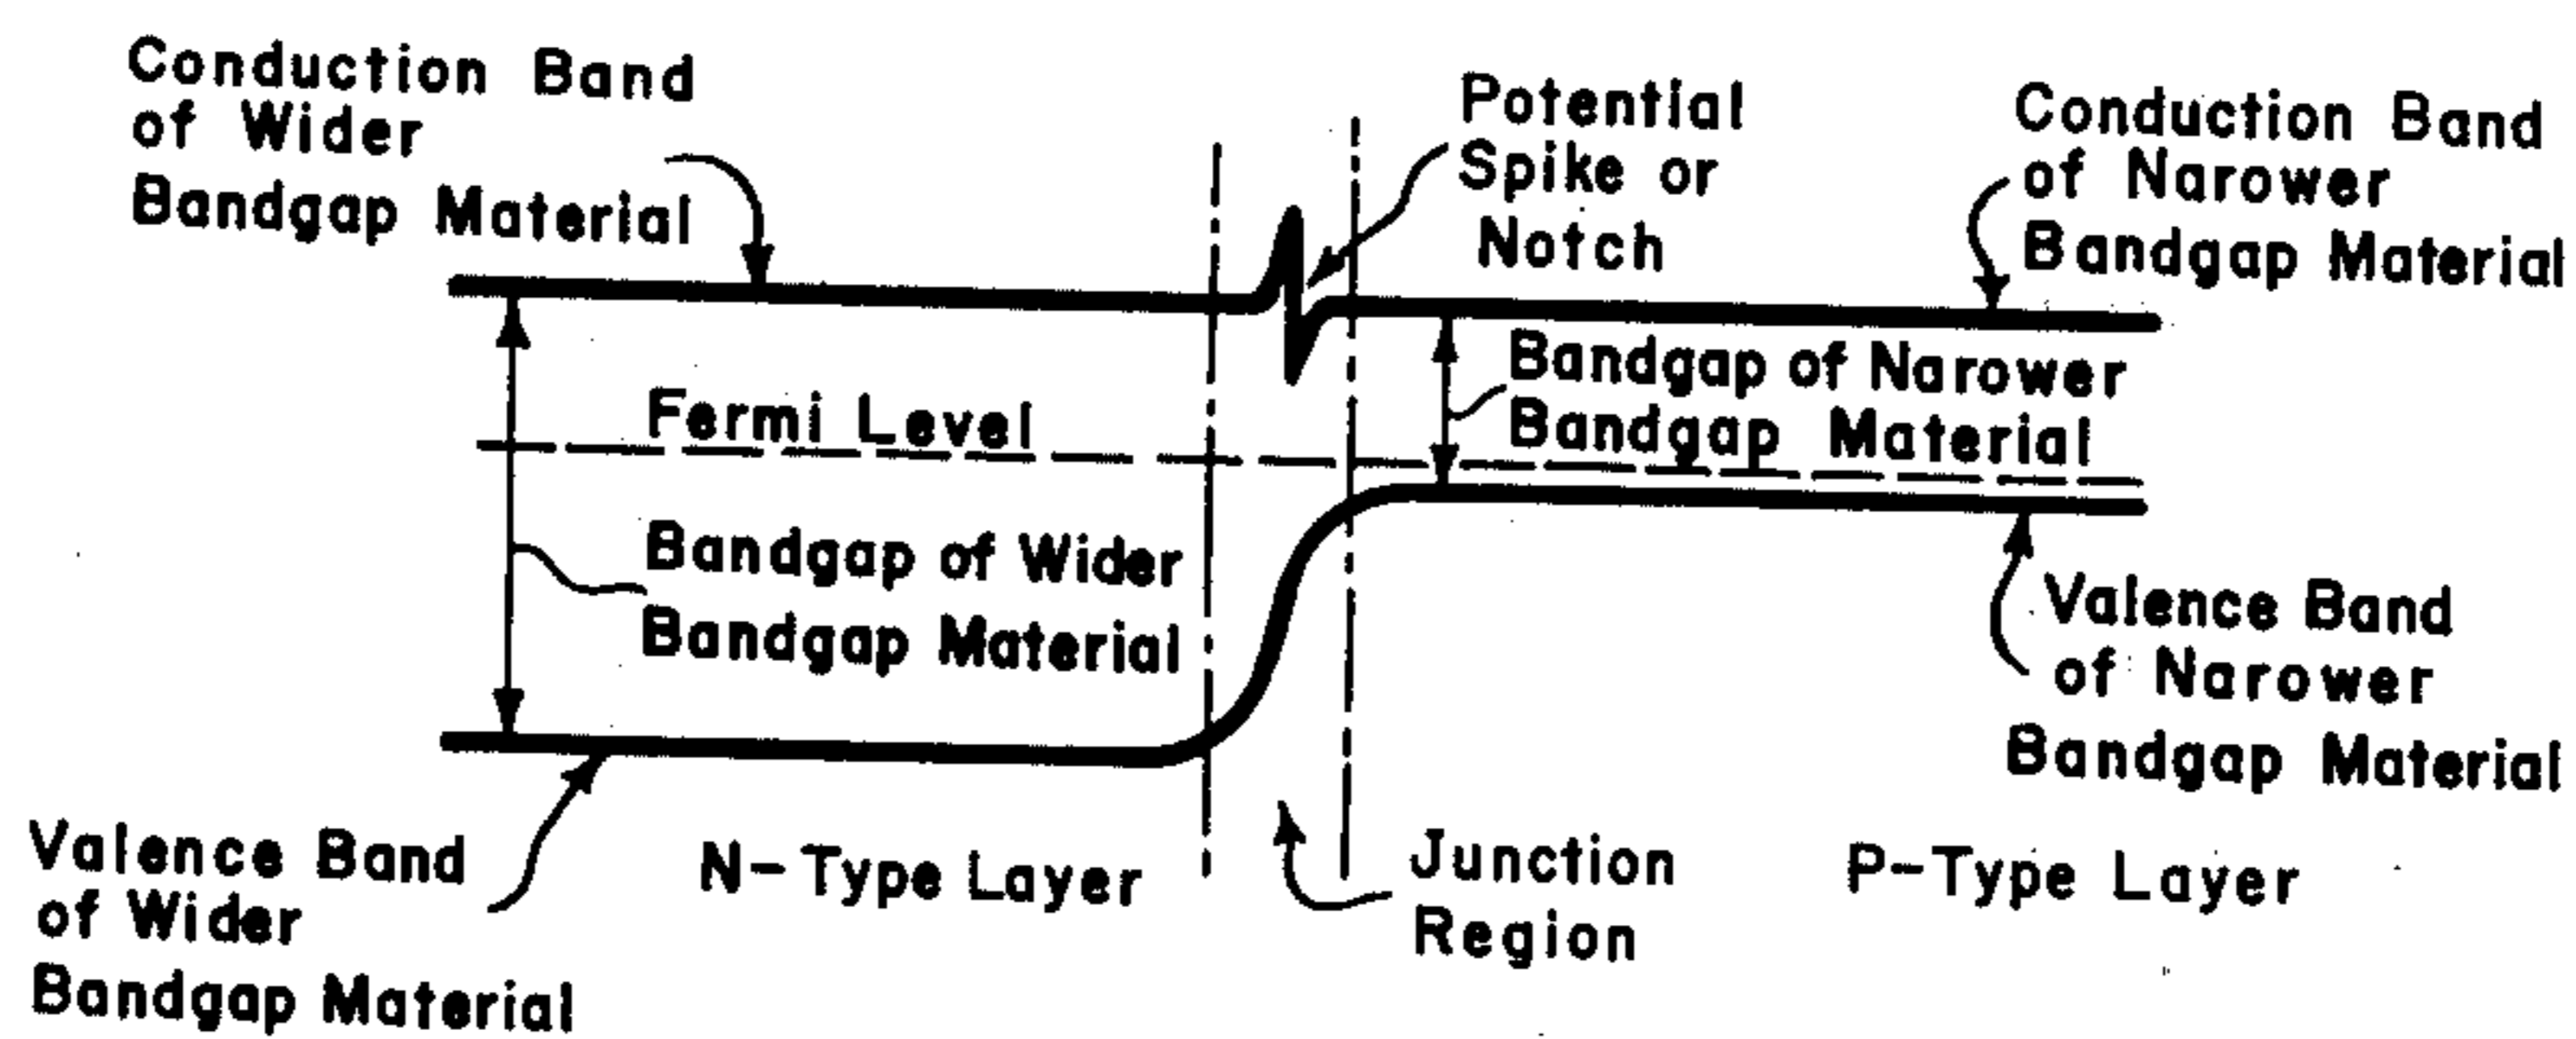 Conduction Band
of Wider
Bandgap Material
Potential
Spike or
Notch
Conduction Band
of Narower
Bandgap Material
Fermi Level
Bandgap of Narower
Bandgap Material
Bandgap of Wider
Bandgap Material
Valence Band
of Narower
Bandgap Material
Valence Band
of Wider
Bandgap Material
N-Type Layer
Junction
Region
P-Type Layer